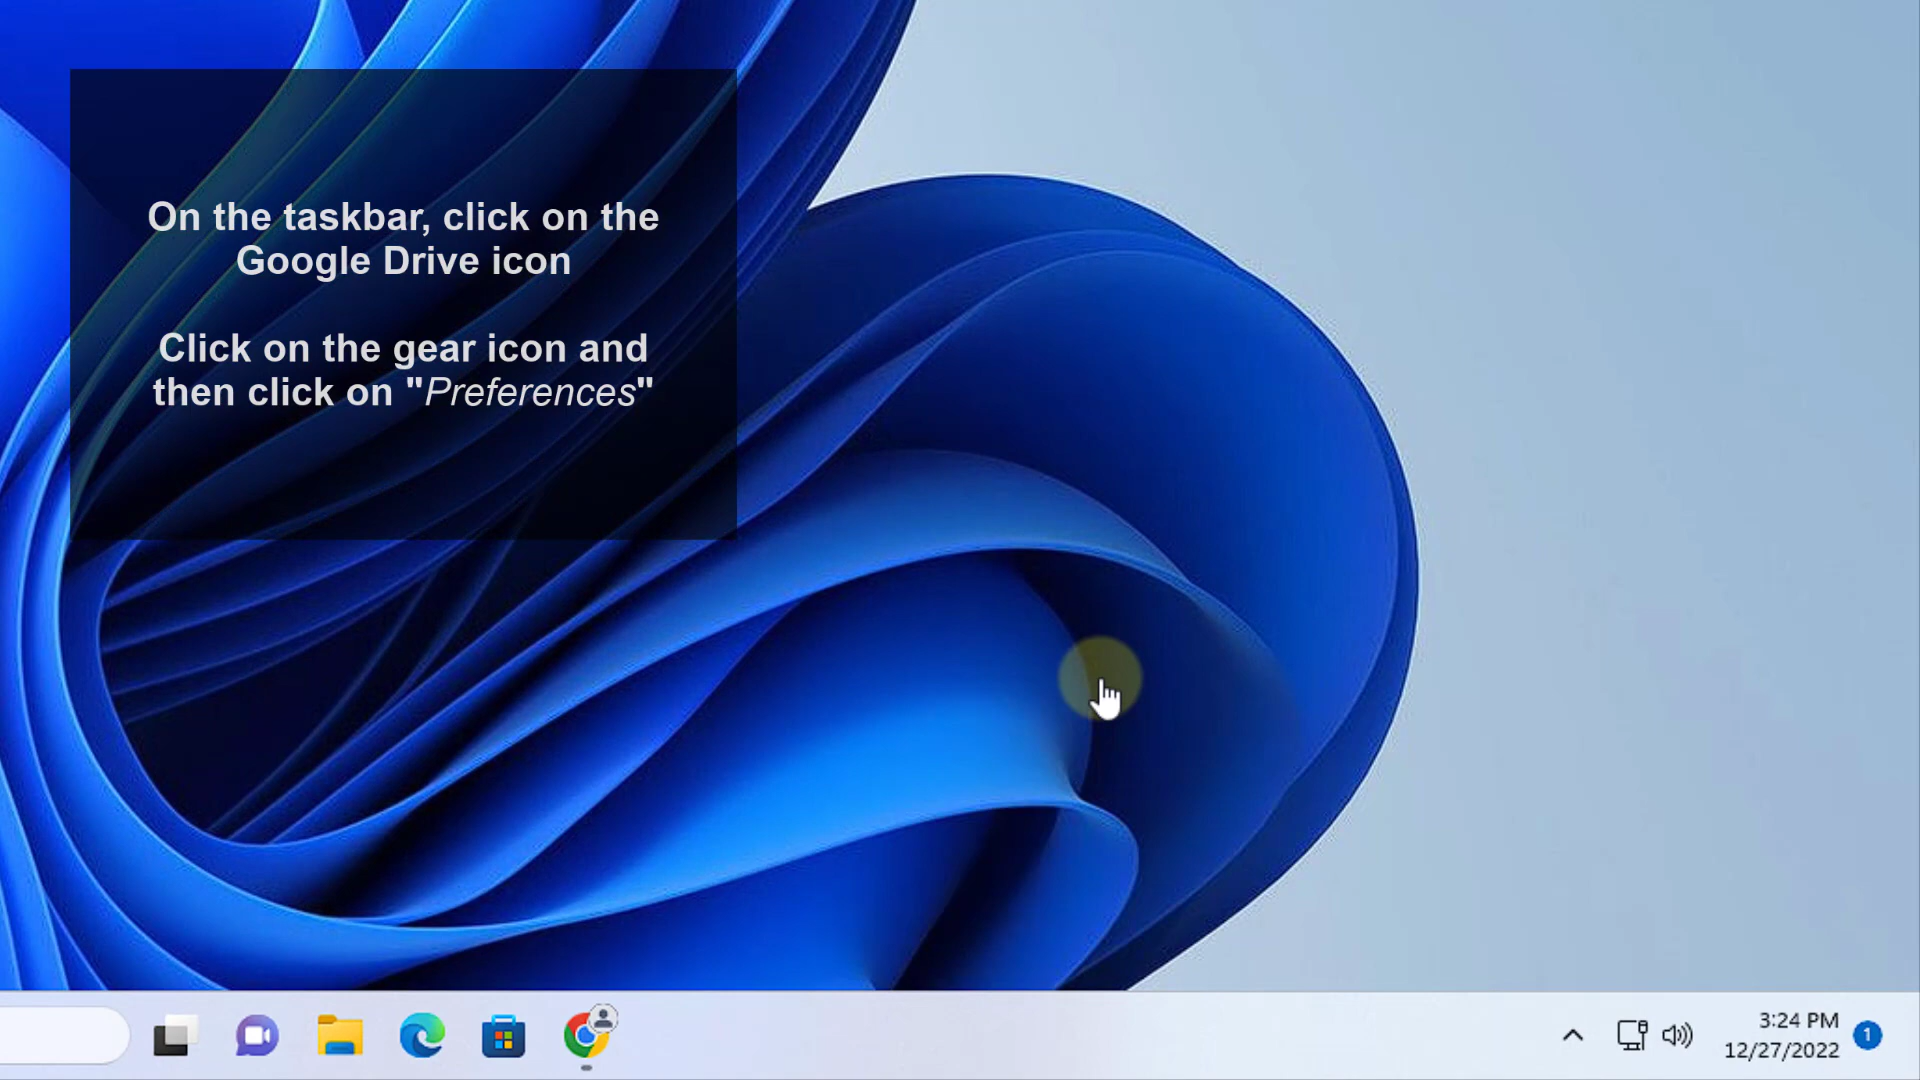 On the taskbar, click on the
Google Drive icon
Click on the gear icon and
then click on "Preferences"
3:24 PM
12/27/2022
1